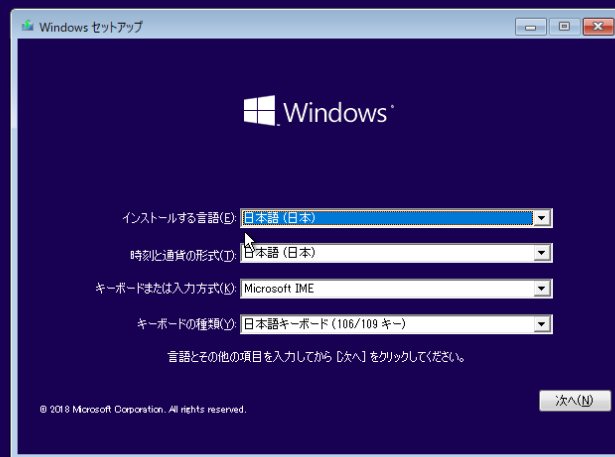 Windows セットアップ
Windows
インストールする言語(E): 日本語 (日本)
時刻と通貨の形式(T): 日本語 (日本)
キーボードまたは入力方式(K): Microsoft IME
キーボードの種類(Y): 日本語キーボード (106/109 キー)
言語とその他の項目を入力してから [次へ] をクリックしてください。
© 2018 Microsoft Corporation. All rights reserved.
次へ(N)